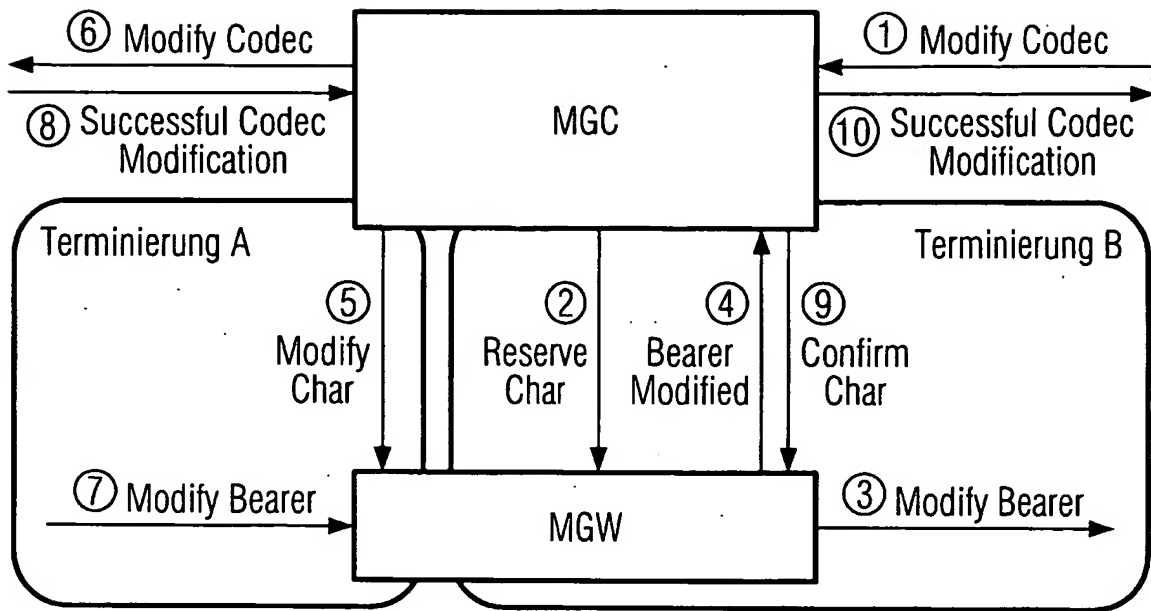 ⑥ Modify Codec
① Modify Codec
⑧ Successful Codec
Modification
MGC
⑩ Successful Codec
Modification
Terminierung A
Terminierung B
⑤
Modify
Char
②
Reserve
Char
④
Bearer
Modified
⑨
Confirm
Char
⑦ Modify Bearer
MGW
③ Modify Bearer